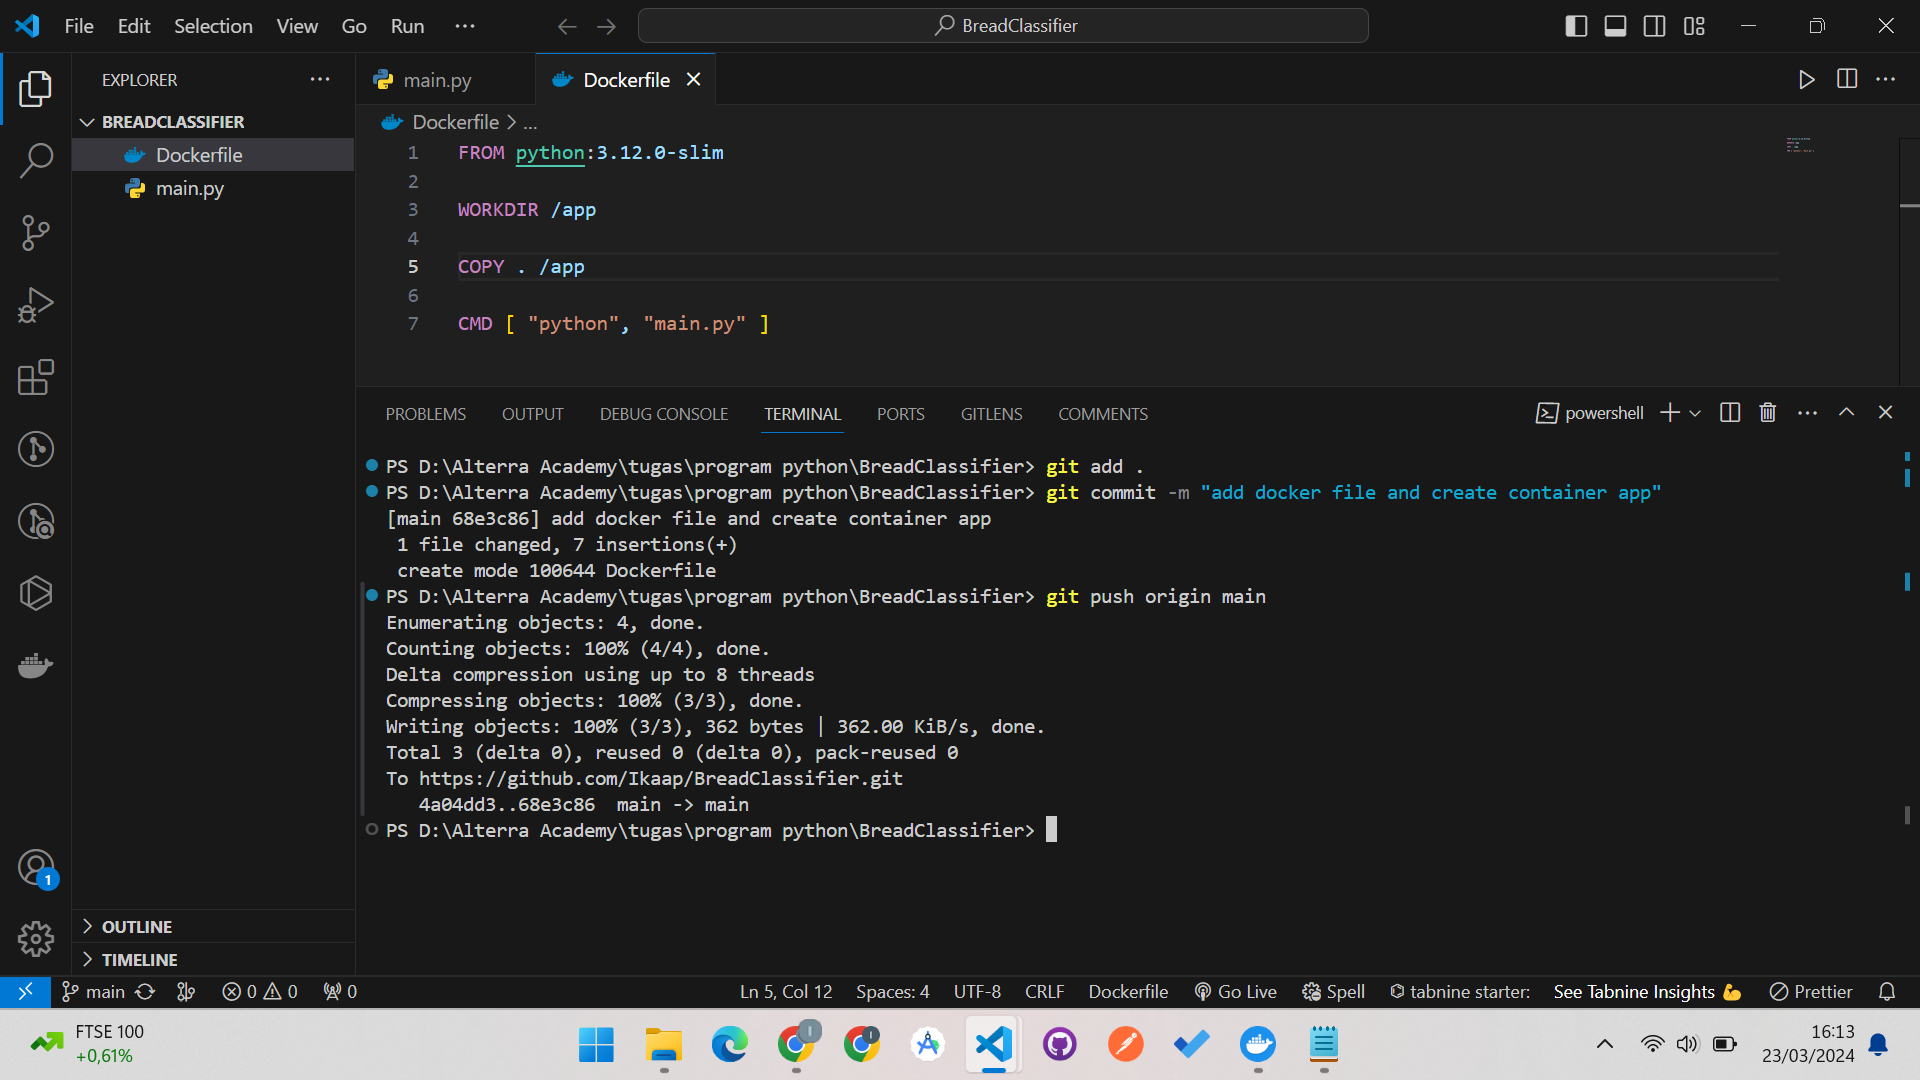 File Edit Selection View Go Run ···
BreadClassifier
EXPLORER
main.py
Dockerfile
BREADCLASSIFIER
Dockerfile
main.py
Dockerfile > ...
1 FROM python:3.12.0-slim
2
3 WORKDIR /app
4
5 COPY . /app
6
7 CMD [ "python", "main.py" ]
PROBLEMS OUTPUT DEBUG CONSOLE TERMINAL PORTS GITLENS COMMENTS
powershell
PS D:\Alterra Academy\tugas\program python\BreadClassifier> git add .
PS D:\Alterra Academy\tugas\program python\BreadClassifier> git commit -m "add docker file and create container app"
[main 68e3c86] add docker file and create container app
1 file changed, 7 insertions(+)
create mode 100644 Dockerfile
PS D:\Alterra Academy\tugas\program python\BreadClassifier> git push origin main
Enumerating objects: 4, done.
Counting objects: 100% (4/4), done.
Delta compression using up to 8 threads
Compressing objects: 100% (3/3), done.
Writing objects: 100% (3/3), 362 bytes | 362.00 KiB/s, done.
Total 3 (delta 0), reused 0 (delta 0), pack-reused 0
To https://github.com/Ikaap/BreadClassifier.git
4a04dd3..68e3c86 main -> main
PS D:\Alterra Academy\tugas\program python\BreadClassifier>
1
OUTLINE
TIMELINE
main 0 0 0
Ln 5, Col 12 Spaces: 4 UTF-8 CRLF Dockerfile Go Live Spell tabnine starter: See Tabnine Insights 💪 Prettier
FTSE 100
+0,61%
16:13
23/03/2024